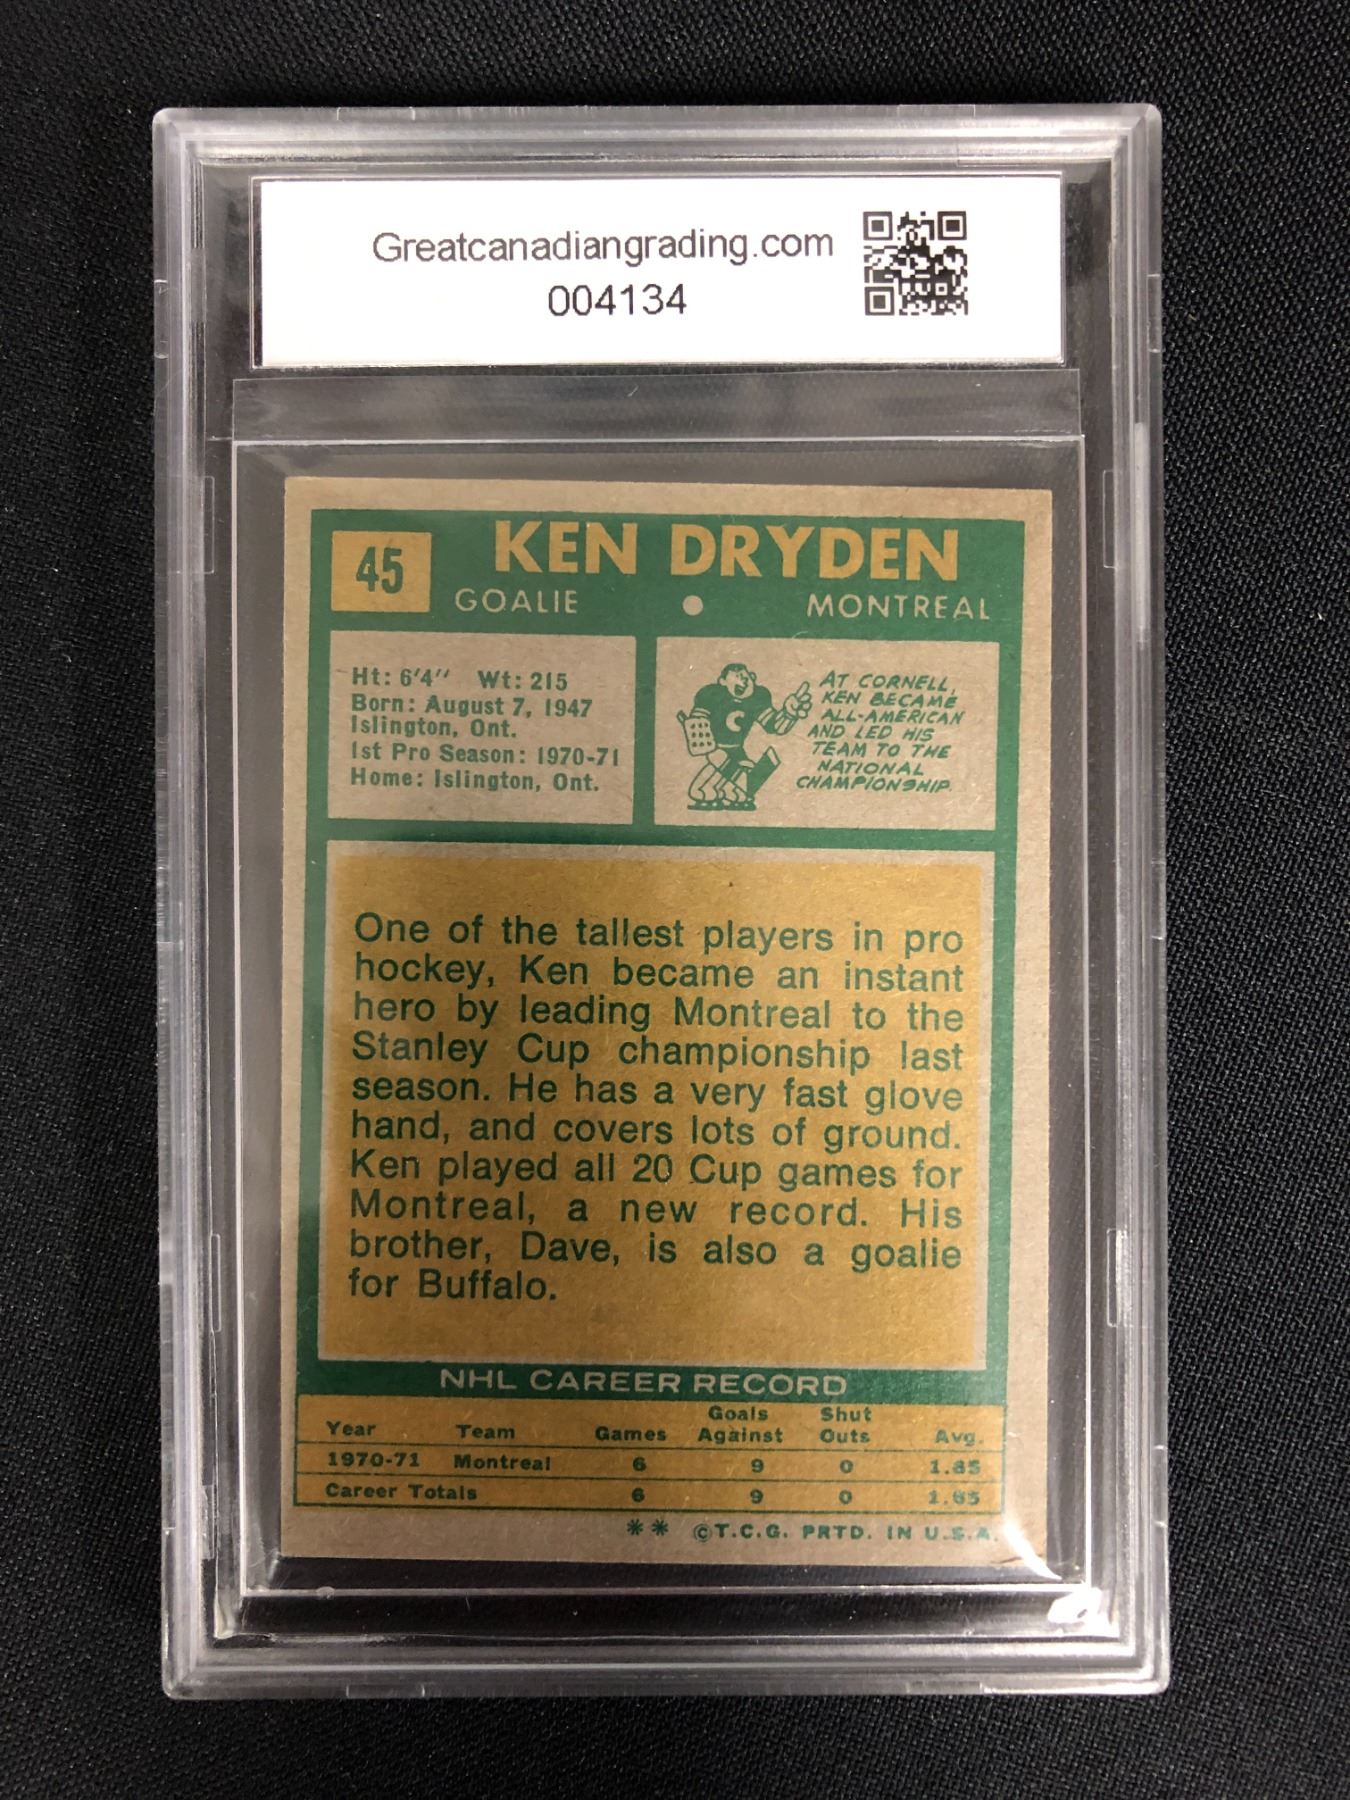 Greatcanadiangrading.com
004134
45
KEN DRYDEN
GOALIE • MONTREAL
Ht: 6'4" Wt: 215
Born: August 7, 1947
Islington, Ont.
1st Pro Season: 1970-71
Home: Islington, Ont.
AT CORNELL,
KEN BECAME
ALL-AMERICAN
AND LED HIS
TEAM TO THE
NATIONAL
CHAMPIONSHIP.
C
One of the tallest players in pro
hockey, Ken became an instant
hero by leading Montreal to the
Stanley Cup championship last
season. He has a very fast glove
hand, and covers lots of ground.
Ken played all 20 Cup games for
Montreal, a new record. His
brother, Dave, is also a goalie
for Buffalo.
NHL CAREER RECORD
Year Team Games Goals Against Shut Outs Avg.
1970-71 Montreal 6 9 0 1.65
Career Totals 6 9 0 1.65
** © T.C.G. PRTD. IN U.S.A.